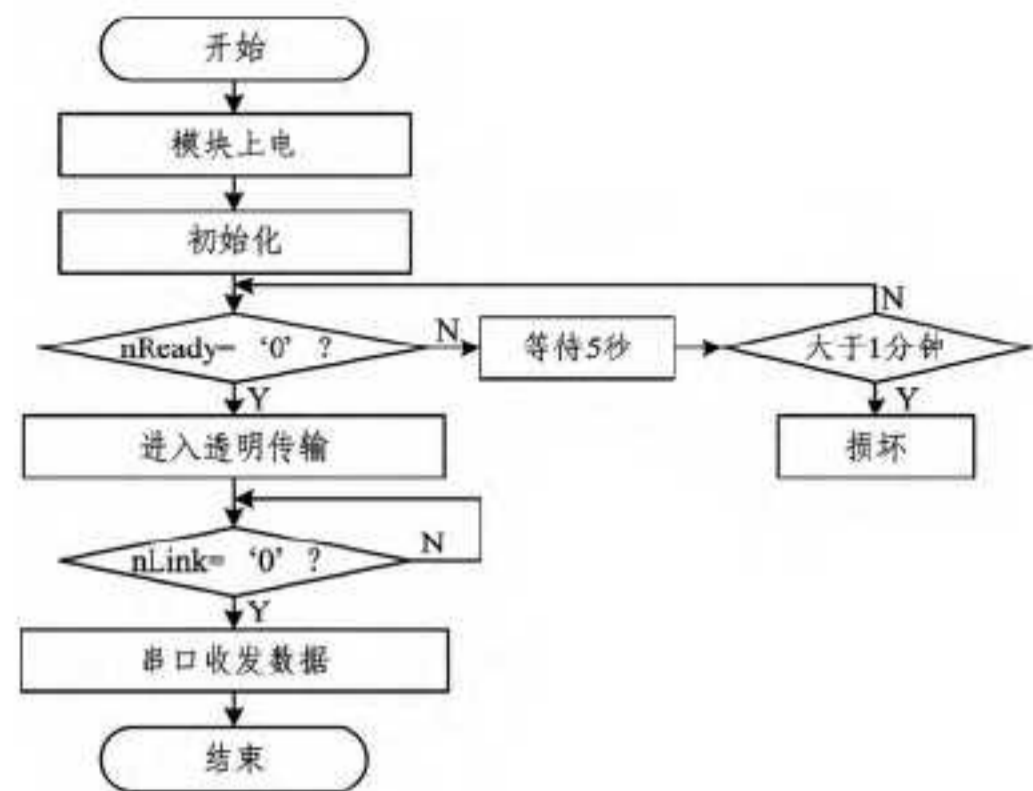 开始
模块上电
初始化
nReady= ‘0’ ?
N
等待5秒
大于1分钟
N
Y
损坏
Y
进入透明传输
nLink= ‘0’ ?
N
Y
串口收发数据
结束